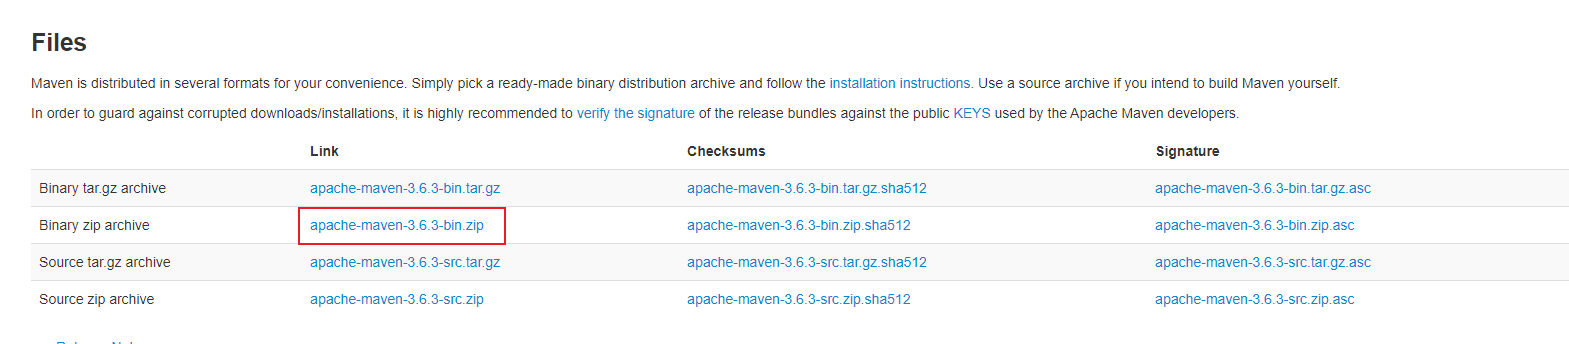 Files
Maven is distributed in several formats for your convenience. Simply pick a ready-made binary distribution archive and follow the installation instructions. Use a source archive if you intend to build Maven yourself.
In order to guard against corrupted downloads/installations, it is highly recommended to verify the signature of the release bundles against the public KEYS used by the Apache Maven developers.
Link Checksums Signature
Binary tar.gz archive apache-maven-3.6.3-bin.tar.gz apache-maven-3.6.3-bin.tar.gz.sha512 apache-maven-3.6.3-bin.tar.gz.asc
Binary zip archive apache-maven-3.6.3-bin.zip apache-maven-3.6.3-bin.zip.sha512 apache-maven-3.6.3-bin.zip.asc
Source tar.gz archive apache-maven-3.6.3-src.tar.gz apache-maven-3.6.3-src.tar.gz.sha512 apache-maven-3.6.3-src.tar.gz.asc
Source zip archive apache-maven-3.6.3-src.zip apache-maven-3.6.3-src.zip.sha512 apache-maven-3.6.3-src.zip.asc